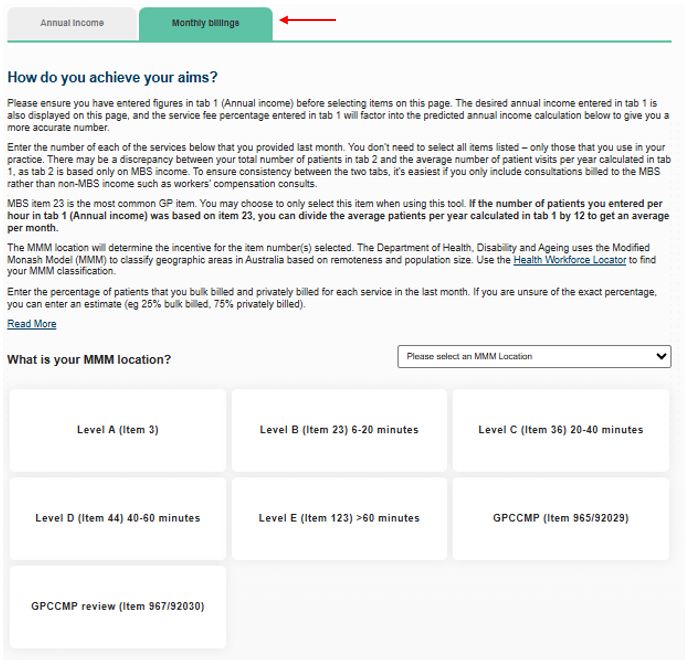 Annual Income
Monthly billings
How do you achieve your aims?
Please ensure you have entered figures in tab 1 (Annual income) before selecting items on this page. The desired annual income entered in tab 1 is
also displayed on this page, and the service fee percentage entered in tab 1 will factor into the predicted annual income calculation below to give you a
more accurate number.
Enter the number of each of the services below that you provided last month. You don't need to select all items listed – only those that you use in your
practice. There may be a discrepancy between your total number of patients in tab 2 and the average number of patient visits per year calculated in tab
1, as tab 2 is based only on MBS income. To ensure consistency between the two tabs, it's easiest if you only include consultations billed to the MBS
rather than non-MBS income such as workers' compensation consults.
MBS item 23 is the most common GP item. You may choose to only select this item when using this tool. If the number of patients you entered per
hour in tab 1 (Annual income) was based on item 23, you can divide the average patients per year calculated in tab 1 by 12 to get an average
per month.
The MMM location will determine the incentive for the item number(s) selected. The Department of Health, Disability and Ageing uses the Modified
Monash Model (MMM) to classify geographic areas in Australia based on remoteness and population size. Use the Health Workforce Locator to find
your MMM classification.
Enter the percentage of patients that you bulk billed and privately billed for each service in the last month. If you are unsure of the exact percentage,
you can enter an estimate (eg 25% bulk billed, 75% privately billed).
Read More
What is your MMM location?
Please select an MMM Location
Level A (Item 3)
Level B (Item 23) 6-20 minutes
Level C (Item 36) 20-40 minutes
Level D (Item 44) 40-60 minutes
Level E (Item 123) >60 minutes
GPCCMP (Item 965/92029)
GPCCMP review (Item 967/92030)